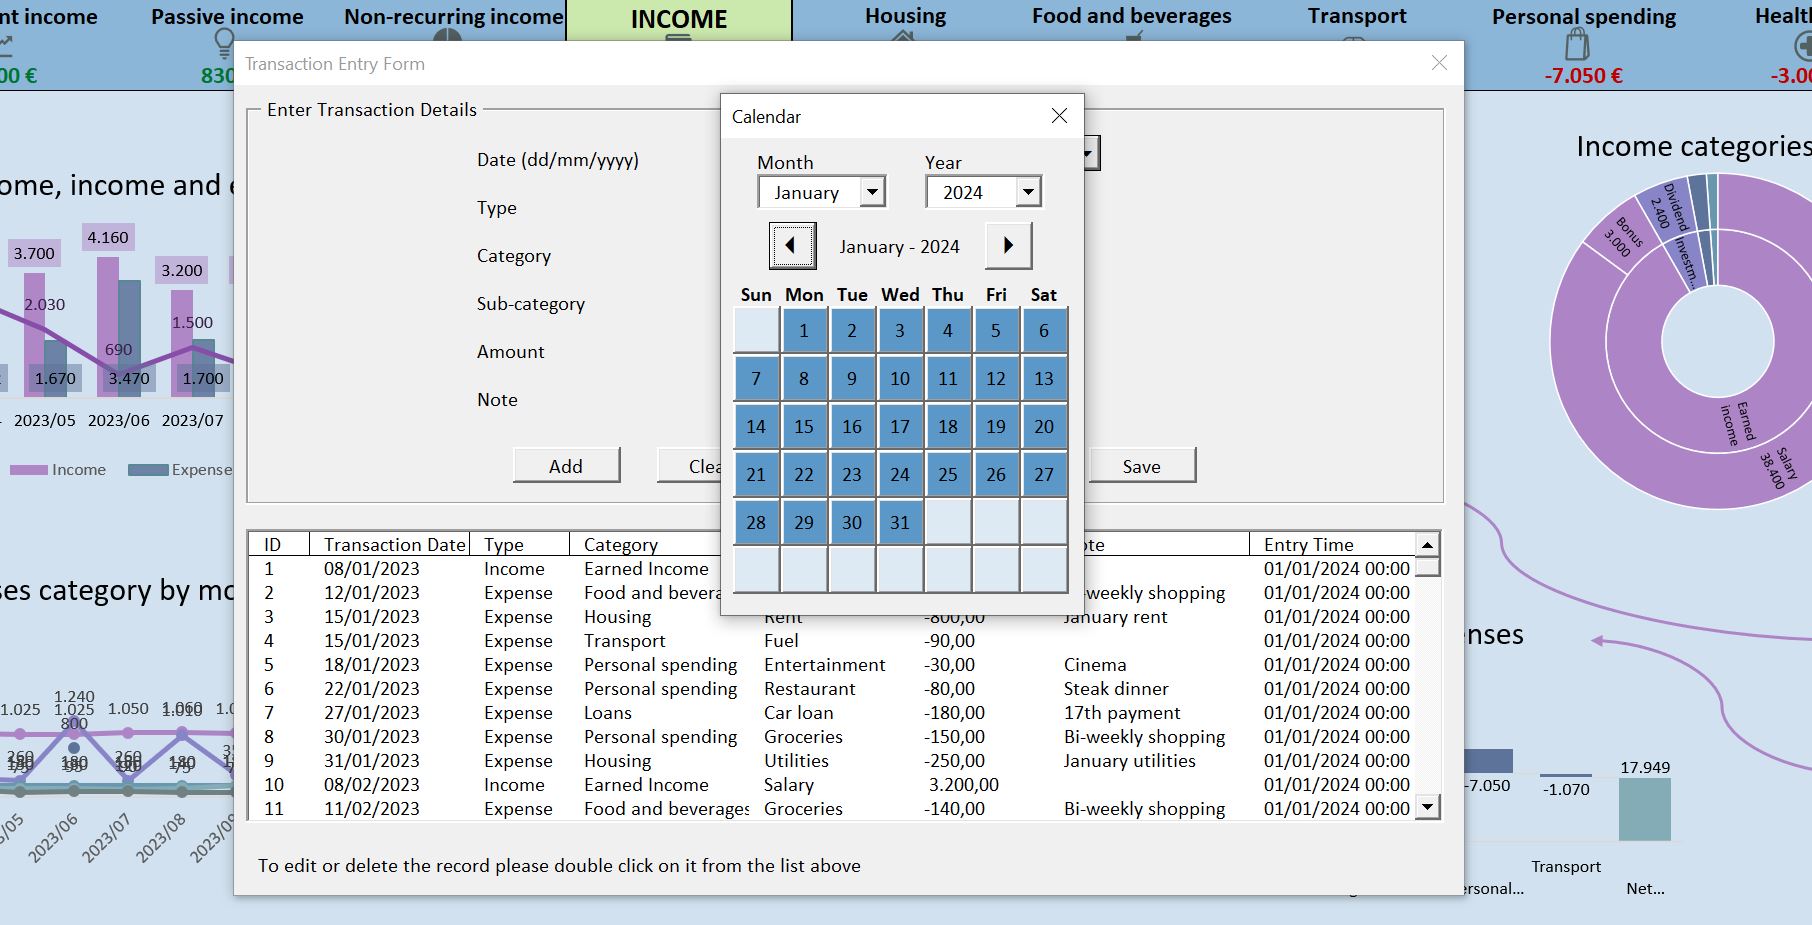 nt income Passive income Non-recurring income INCOME Housing Food and beverages Transport Personal spending Health
00 € 830 -7.050 € -3.00
Transaction Entry Form
Enter Transaction Details
Date (dd/mm/yyyy)
Type
Category
Sub-category
Amount
Note
Add Clea Save
Calendar
Month Year
January 2024
January - 2024
Sun Mon Tue Wed Thu Fri Sat
1 2 3 4 5 6
7 8 9 10 11 12 13
14 15 16 17 18 19 20
21 22 23 24 25 26 27
28 29 30 31
ID Transaction Date Type Category ote Entry Time
1 08/01/2023 Income Earned Income 01/01/2024 00:00
2 12/01/2023 Expense Food and bevera -weekly shopping 01/01/2024 00:00
3 15/01/2023 Expense Housing Rent -800,00 January rent 01/01/2024 00:00
4 15/01/2023 Expense Transport Fuel -90,00 01/01/2024 00:00
5 18/01/2023 Expense Personal spending Entertainment -30,00 Cinema 01/01/2024 00:00
6 22/01/2023 Expense Personal spending Restaurant -80,00 Steak dinner 01/01/2024 00:00
7 27/01/2023 Expense Loans Car loan -180,00 17th payment 01/01/2024 00:00
8 30/01/2023 Expense Personal spending Groceries -150,00 Bi-weekly shopping 01/01/2024 00:00
9 31/01/2023 Expense Housing Utilities -250,00 January utilities 01/01/2024 00:00
10 08/02/2023 Income Earned Income Salary 3.200,00 01/01/2024 00:00
11 11/02/2023 Expense Food and beverages Groceries -140,00 Bi-weekly shopping 01/01/2024 00:00
To edit or delete the record please double click on it from the list above
ome, income and e
4.160
3.700
3.200
2.030
1.500
690
1.670 3.470 1.700
2023/05 2023/06 2023/07
Income Expense
ses category by mo
1.240
1.025 1.025 1.050 1.060 1.0
1.010
800
260 260
180 180 180
75 75
/05 2023/06 2023/07 2023/08 2023/09
Income categories
Dividend
2.400
Bonus
3.000
Investm...
Earned
income
Salary
38.400
enses
17.949
-7.050 -1.070
Transport
ersonal... Net...